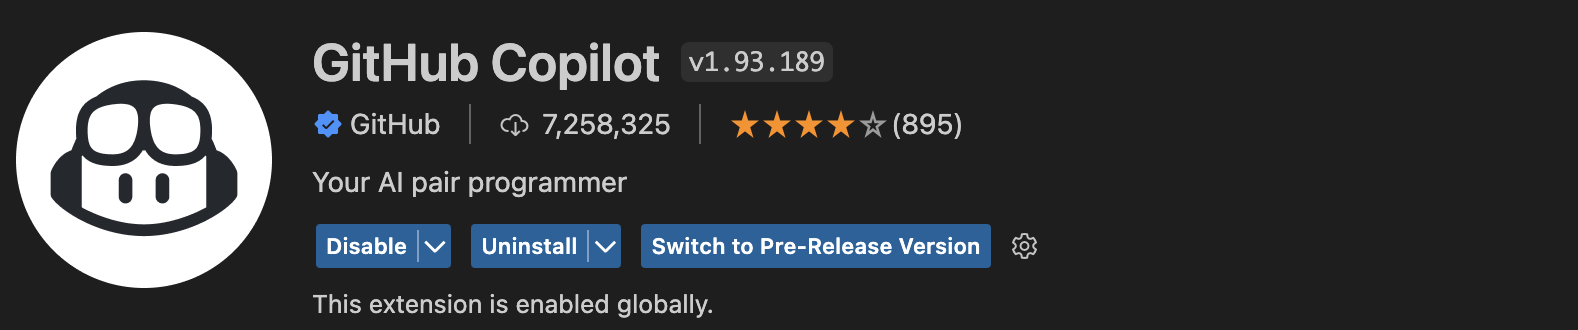 GitHub Copilot v1.93.189
GitHub 7,258,325 (895)
Your AI pair programmer
Disable Uninstall Switch to Pre-Release Version
This extension is enabled globally.